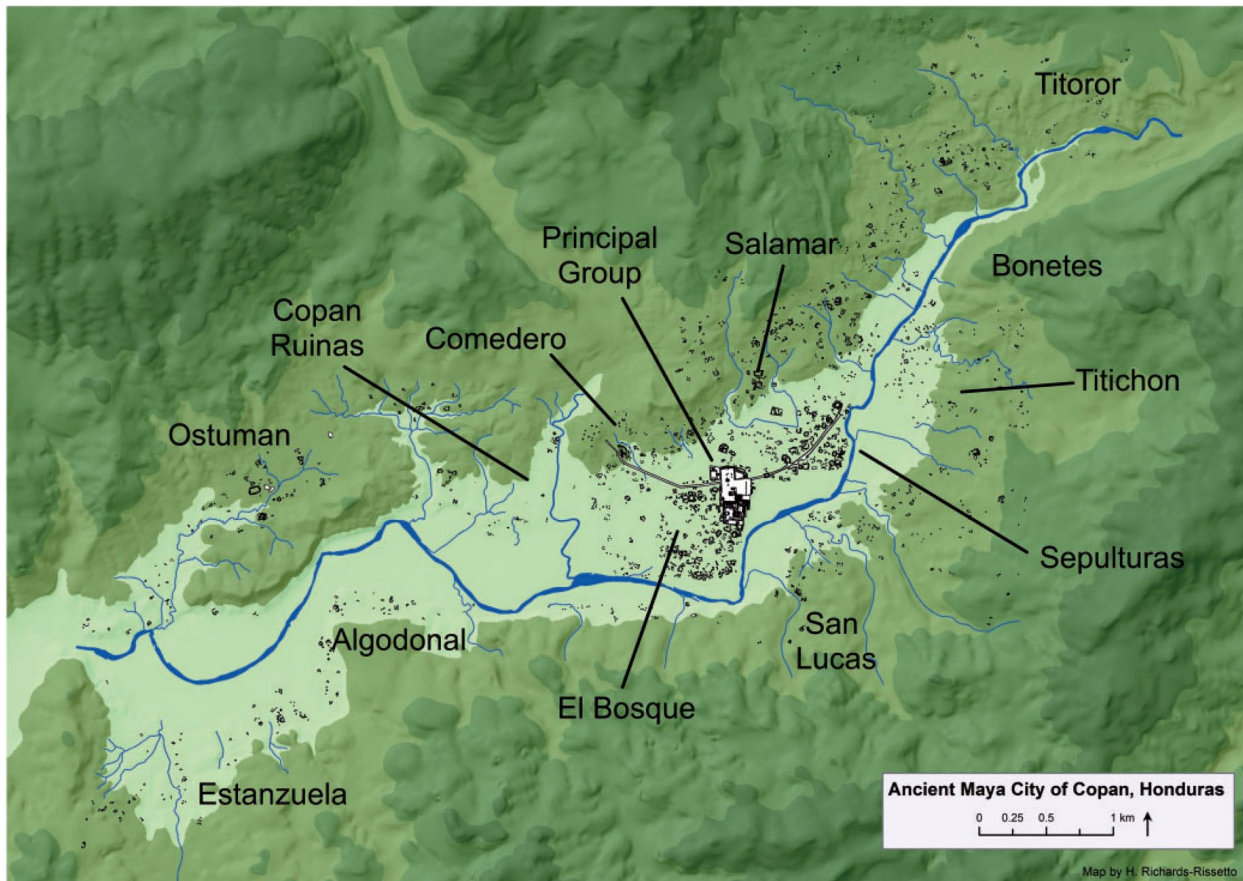 Titoror
Principal
Group
Salamar
Bonetes
Copan
Ruinas
Comedero
Titichon
Ostuman
Sepulturas
Algodonal
San
Lucas
El Bosque
Estanzuela
Ancient Maya City of Copan, Honduras
0 0.25 0.5 1 km
Map by H. Richards-Rissetto